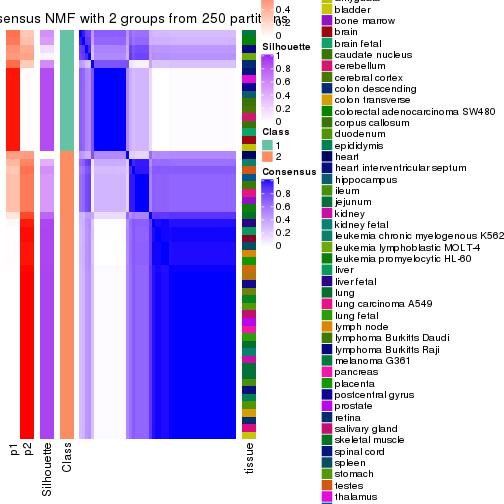 sensus NMF with 2 groups from 250 partitions
p1
p2
Silhouette
Class
tissue
0.4
0.2
0
Silhouette
1
0.8
0.6
0.4
0.2
0
Class
1
2
Consensus
1
0.8
0.6
0.4
0.2
0
amygdala
bladder
bone marrow
brain
brain fetal
caudate nucleus
cerebellum
cerebral cortex
colon descending
colon transverse
colorectal adenocarcinoma SW480
corpus callosum
duodenum
epididymis
heart
heart interventricular septum
hippocampus
ileum
jejunum
kidney
kidney fetal
leukemia chronic myelogenous K562
leukemia lymphoblastic MOLT-4
leukemia promyelocytic HL-60
liver
liver fetal
lung
lung carcinoma A549
lung fetal
lymph node
lymphoma Burkitts Daudi
lymphoma Burkitts Raji
melanoma G361
pancreas
placenta
postcentral gyrus
prostate
retina
salivary gland
skeletal muscle
spinal cord
spleen
stomach
testes
thalamus